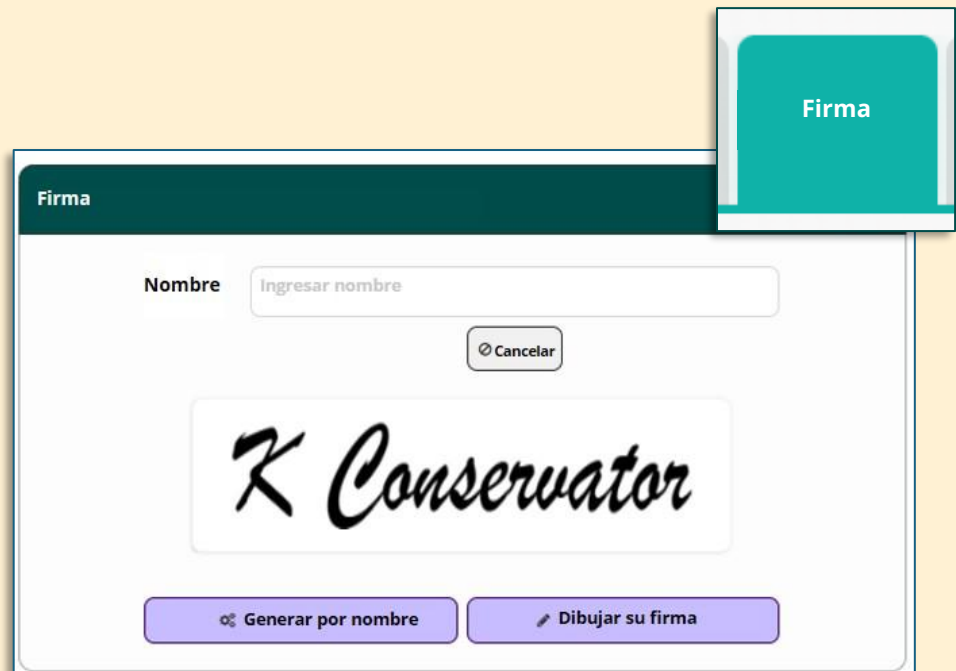 Firma
Firma
Nombre
Ingresar nombre
Cancelar
K Conservator
Generar por nombre
Dibujar su firma